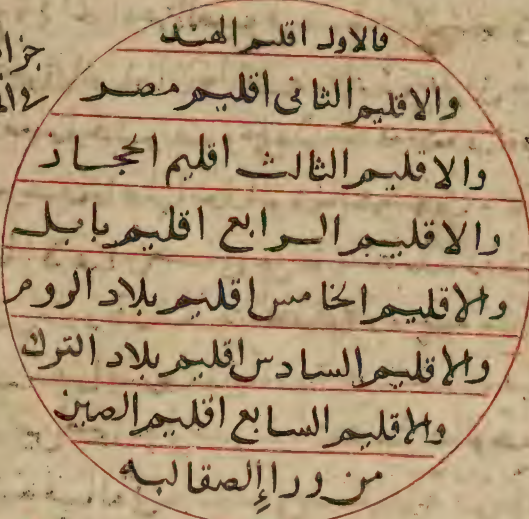 فالاول اقليم الهند
والاقليم الثانى اقليم مصر
والاقليم الثالث اقليم الحجاز
والاقليم الرابع اقليم بابل
والاقليم الخامس اقليم بلاد الروم
والاقليم السادس اقليم بلاد الترك
والاقليم السابع اقليم الصين
من وراء الصقالبه